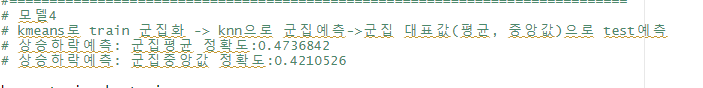 #==============================================================================
# 모델4
# kmeans로 train 군집화 -> knn으로 군집예측->군집 대표값(평균, 중앙값)으로 test예측
# 상승하락예측: 군집평균 정확도:0.4736842
# 상승하락예측: 군집중앙값 정확도:0.4210526